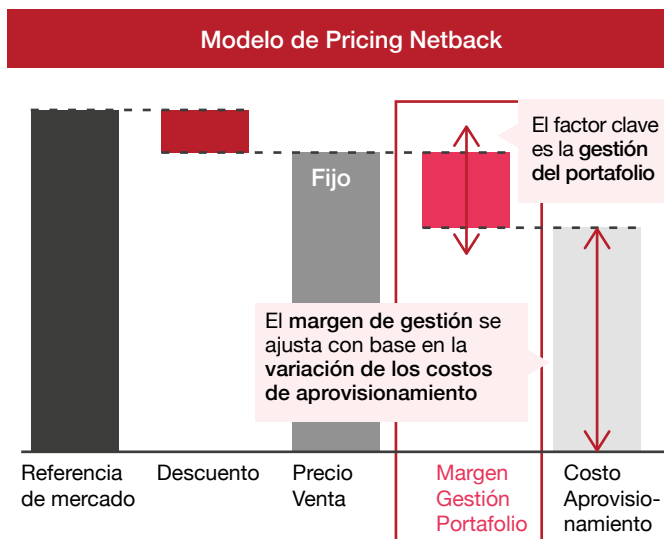 Modelo de Pricing Netback
El factor clave
es la gestión
del portafolio
Fijo
El margen de gestión se
ajusta con base en la
variación de los costos
de aprovisionamiento
Referencia
de mercado
Descuento
Precio
Venta
Margen
Gestión
Portafolio
Costo
Aprovisio-
namiento